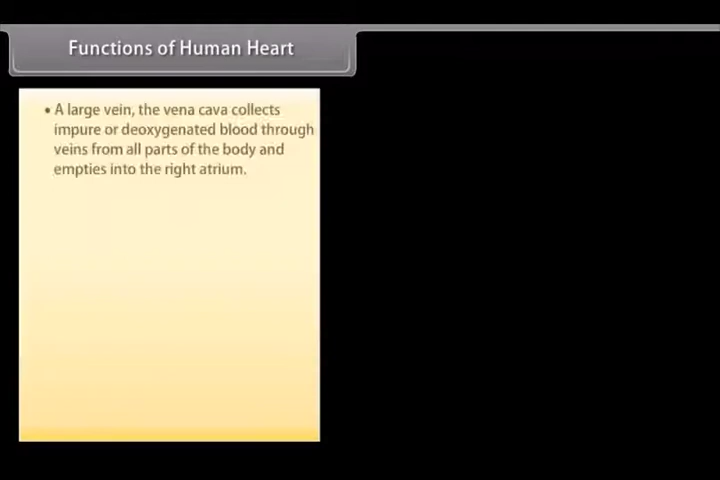 Functions of Human Heart
• A large vein, the vena cava collects
impure or deoxygenated blood through
veins from all parts of the body and
empties into the right atrium.